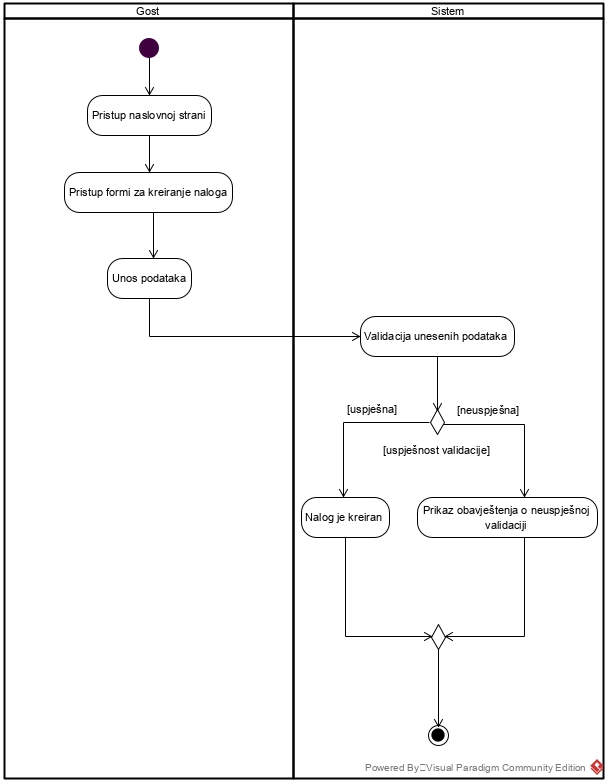 Gost
Sistem
Pristup naslovnoj strani
Pristup formi za kreiranje naloga
Unos podataka
Validacija unesenih podataka
[uspješna]
[neuspješna]
[uspješnost validacije]
Nalog je kreiran
Prikaz obavještenja o neuspješnoj
validaciji
Powered By Visual Paradigm Community Edition